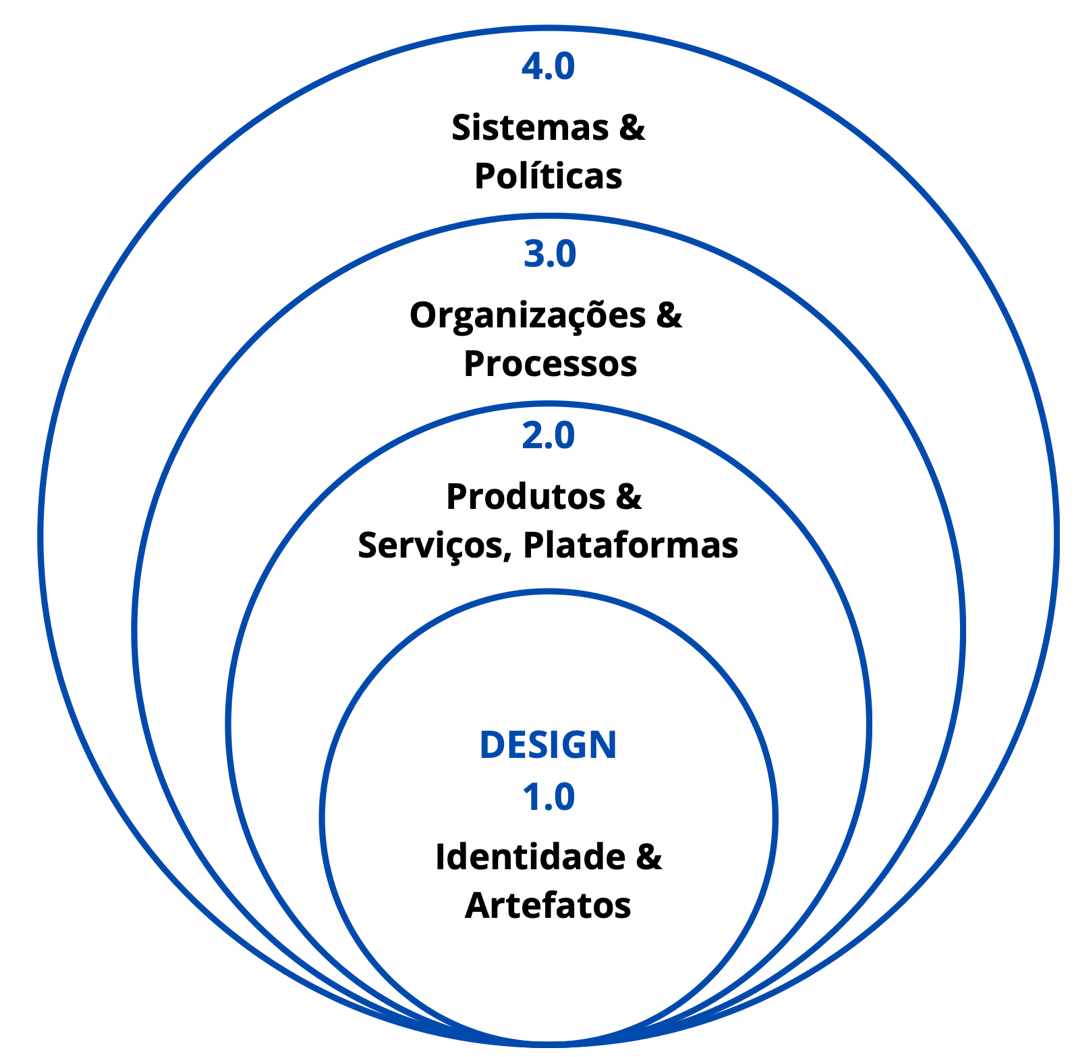 4.0
Sistemas &
Políticas
3.0
Organizações &
Processos
2.0
Produtos &
Serviços, Plataformas
DESIGN
1.0
Identidade &
Artefatos